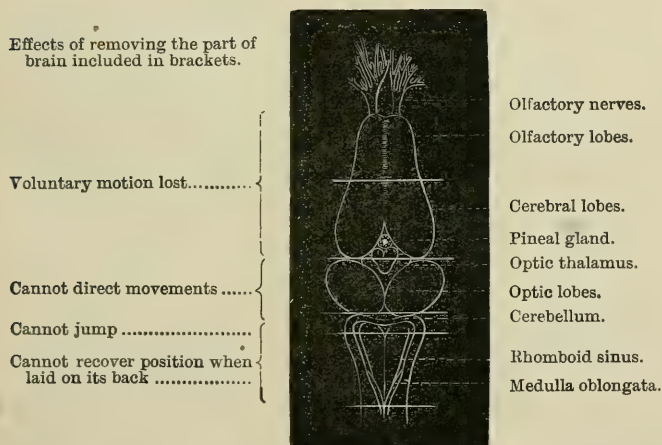 Effects of removing the part of
brain included in brackets.
Voluntary motion lost............
Cannot direct movements ......
Cannot jump ........................
Cannot recover position when
laid on its back .................
Olfactory nerves.
Olfactory lobes.
Cerebral lobes.
Pineal gland.
Optic thalamus.
Optic lobes.
Cerebellum.
Rhomboid sinus.
Medulla oblongata.